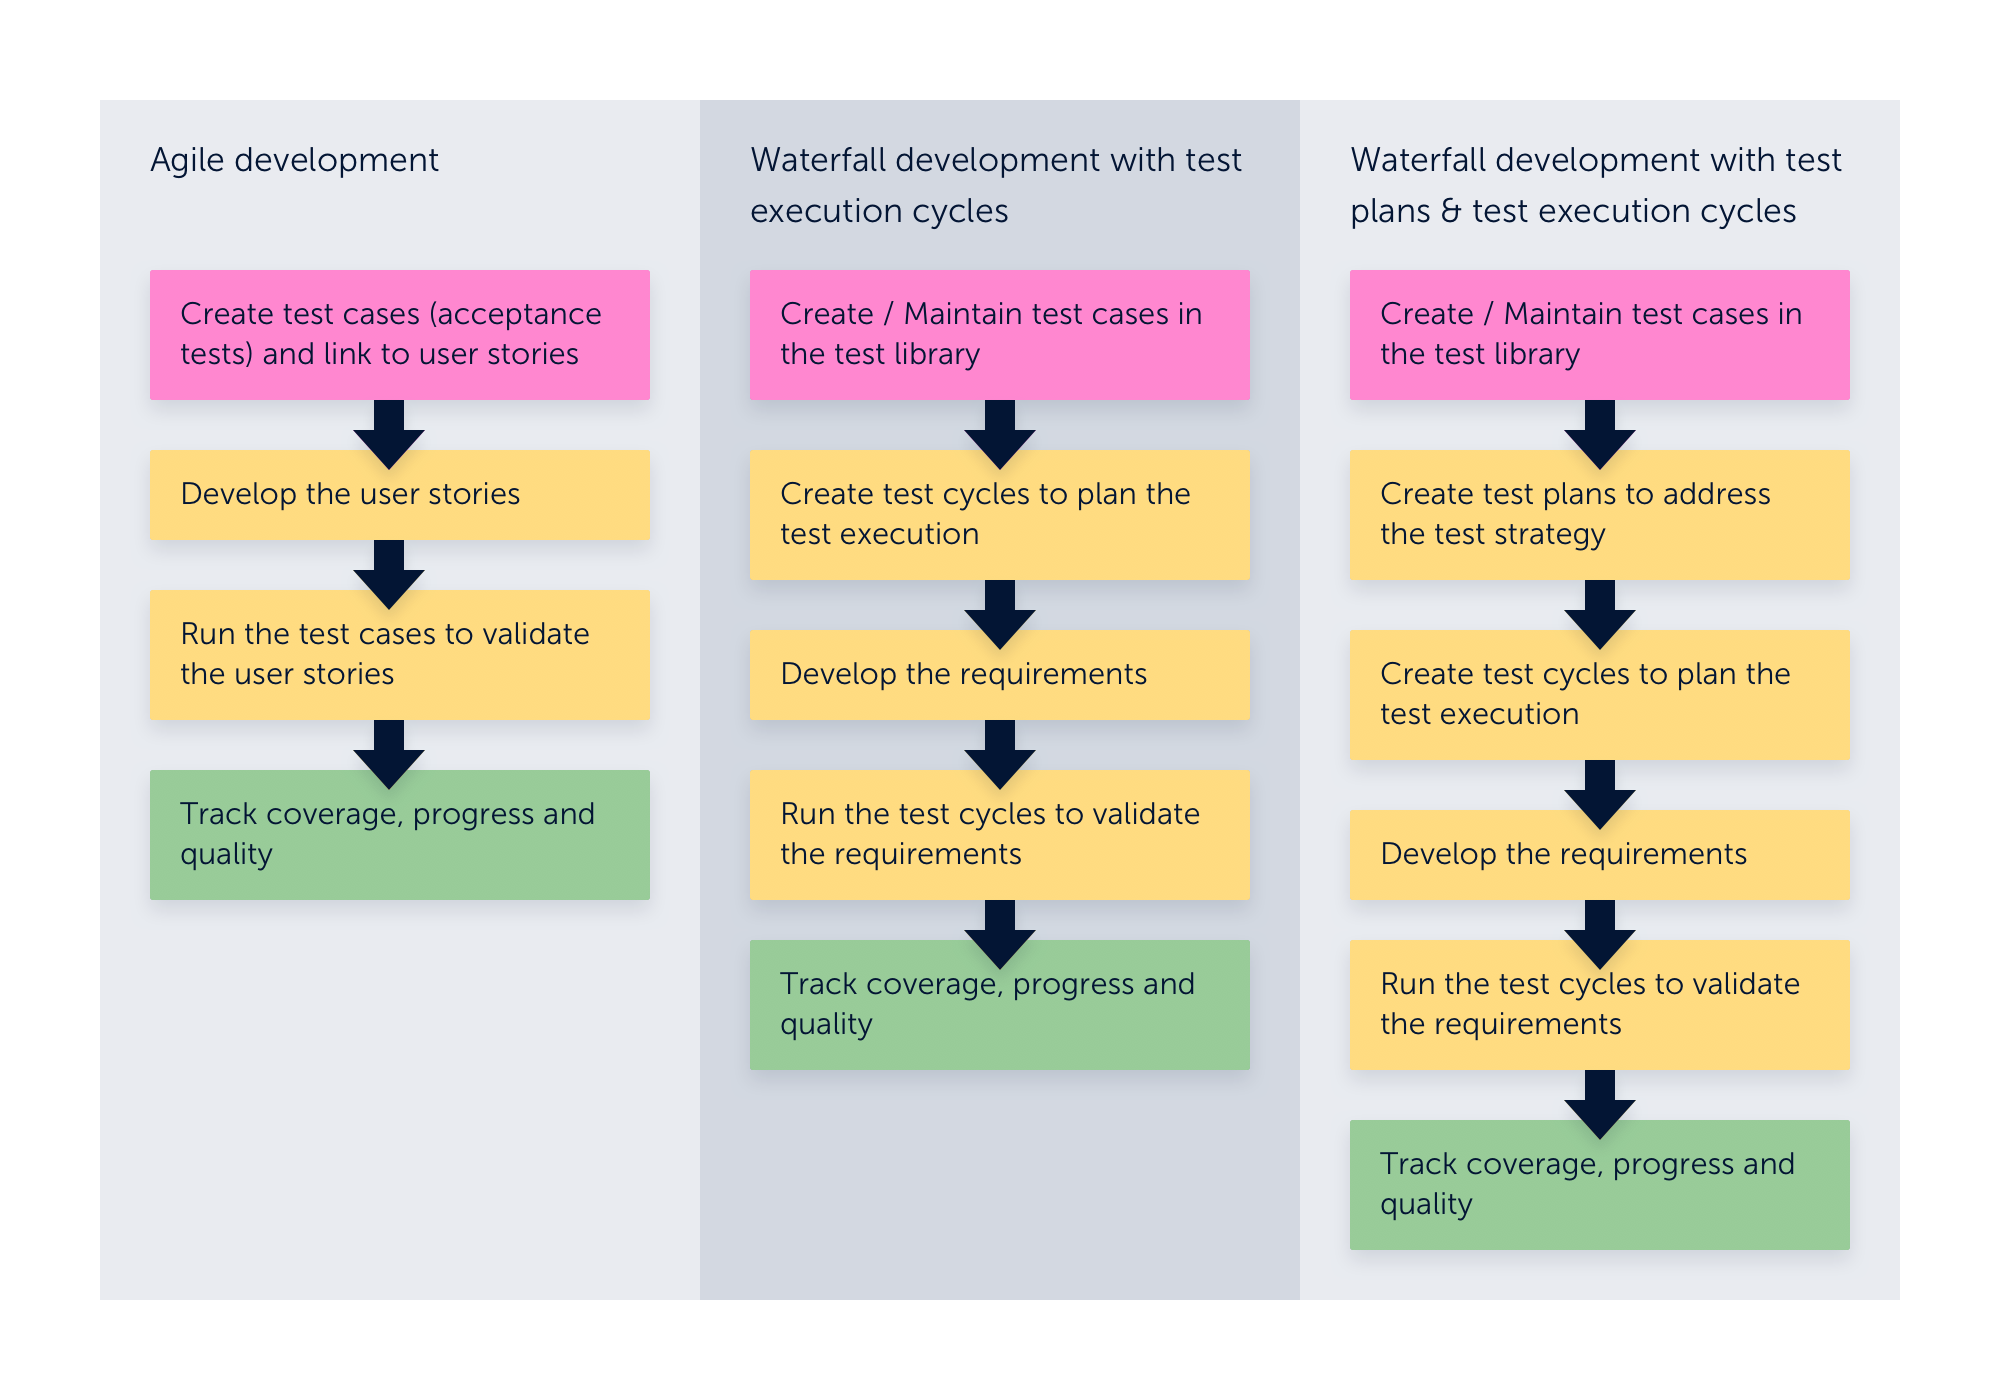 Agile development
Create test cases (acceptance
tests) and link to user stories
Develop the user stories
Run the test cases to validate
the user stories
Track coverage, progress and
quality
Waterfall development with test
execution cycles
Create / Maintain test cases in
the test library
Create test cycles to plan the
test execution
Develop the requirements
Run the test cycles to validate
the requirements
Track coverage, progress and
quality
Waterfall development with test
plans & test execution cycles
Create / Maintain test cases in
the test library
Create test plans to address
the test strategy
Create test cycles to plan the
test execution
Develop the requirements
Run the test cycles to validate
the requirements
Track coverage, progress and
quality